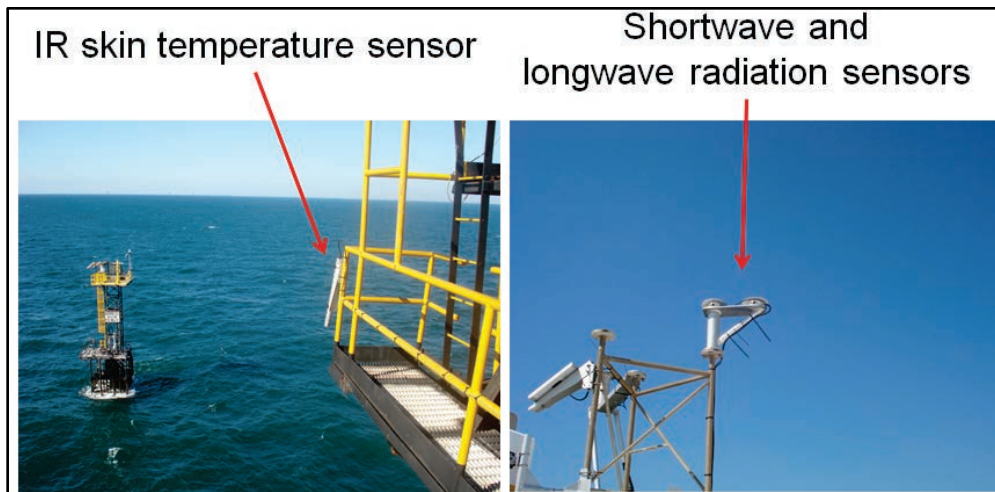 IR skin temperature sensor
Shortwave and
longwave radiation sensors